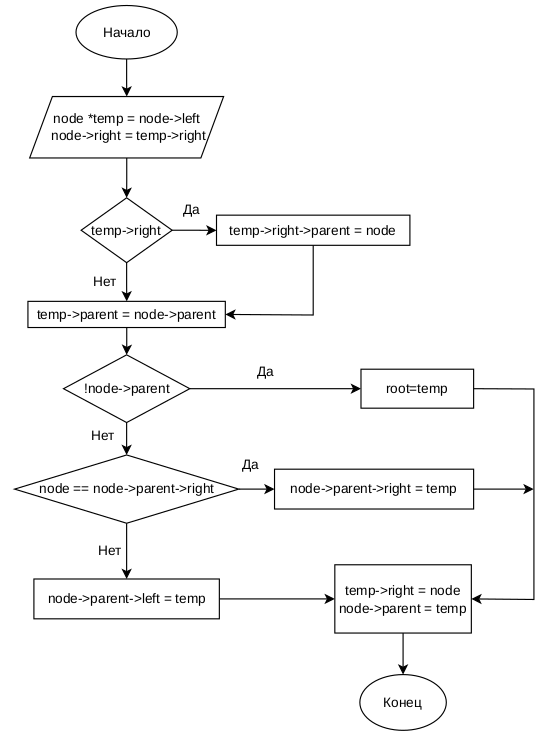 Начало
node *temp = node->left
node->right = temp->right
temp->right
Да
temp->right->parent = node
Нет
temp->parent = node->parent
!node->parent
Да
root=temp
Нет
node == node->parent->right
Да
node->parent->right = temp
Нет
node->parent->left = temp
temp->right = node
node->parent = temp
Конец